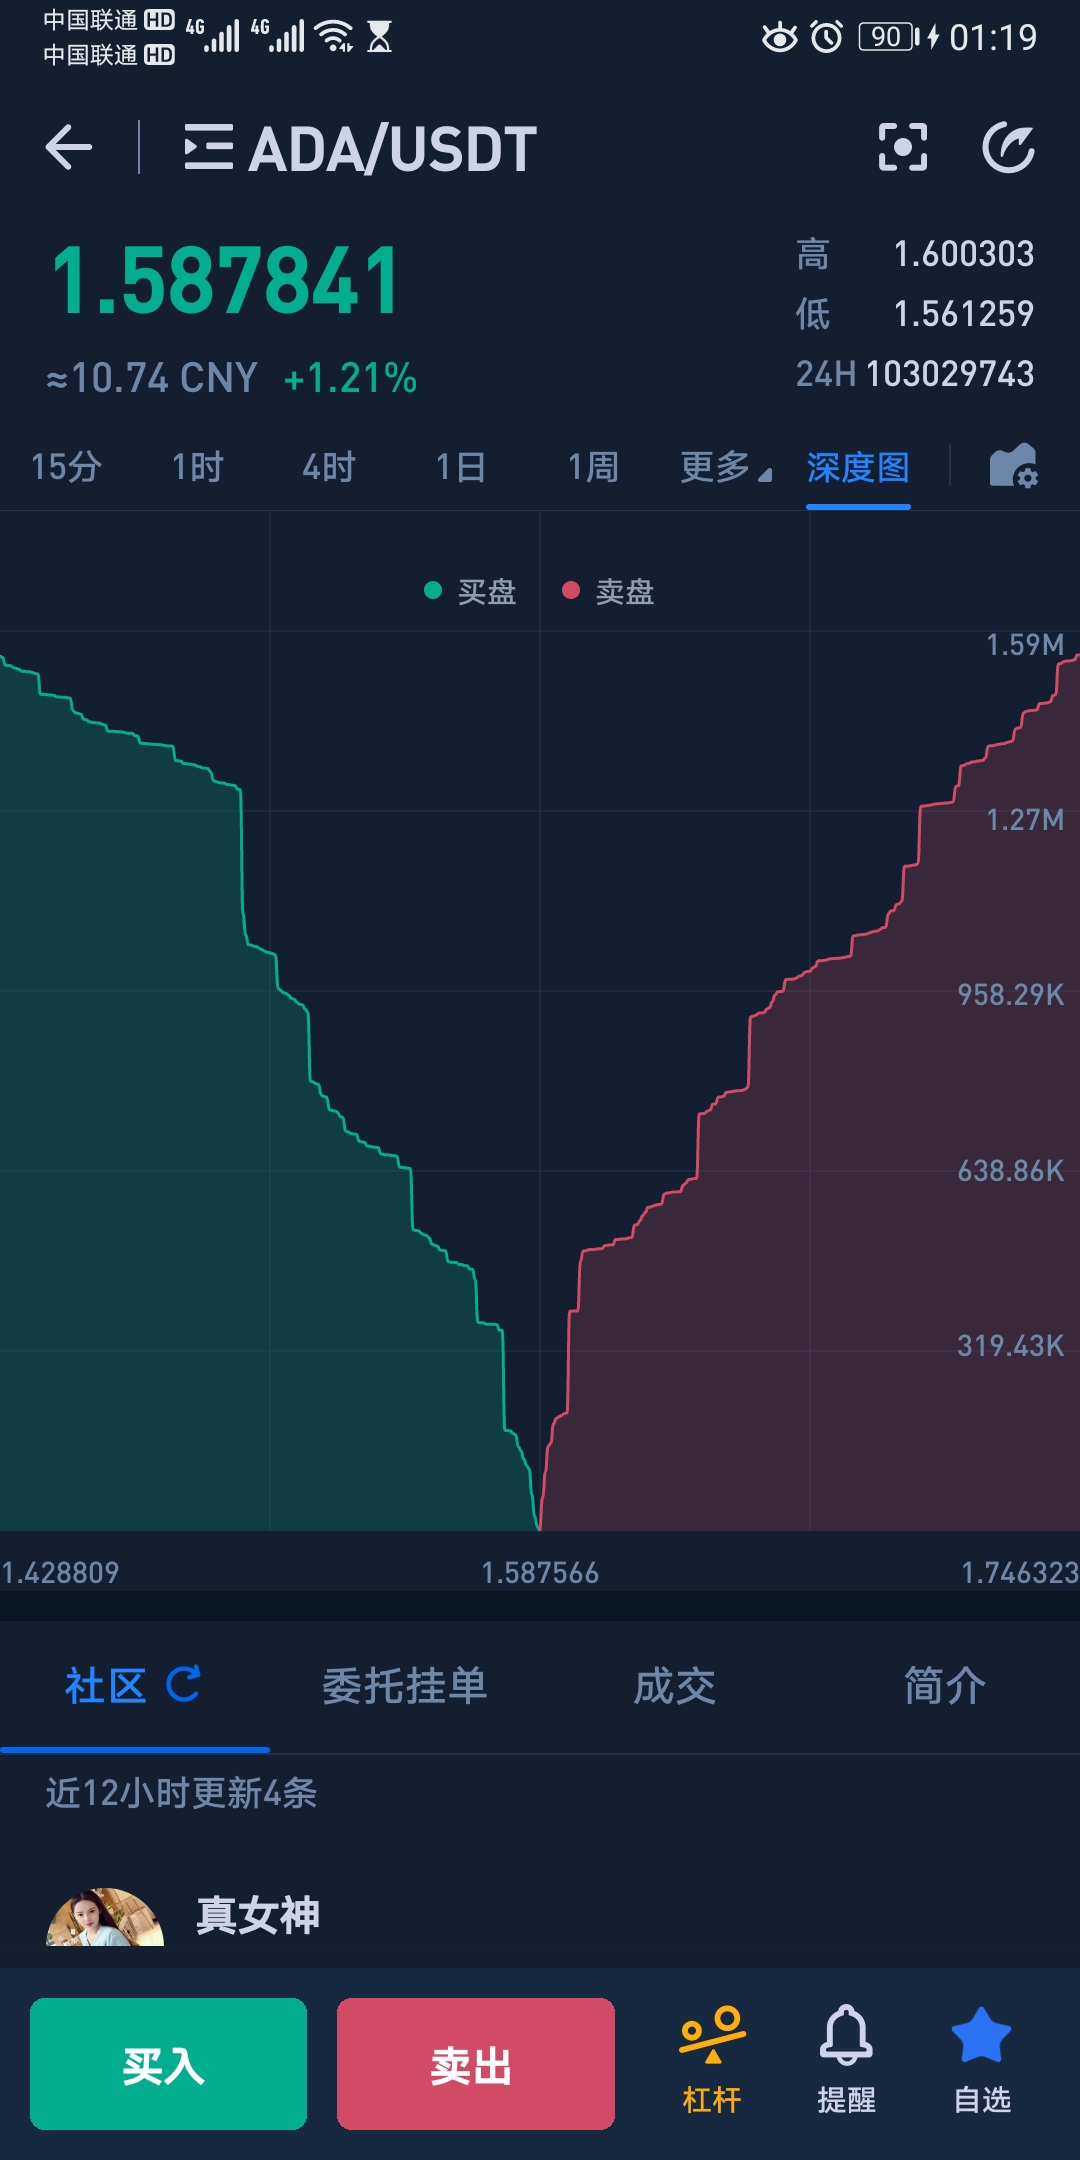 中国联通 HD 4G 4G 90 01:19
中国联通 HD
ADA/USDT
1.587841
≈10.74 CNY +1.21%
高 1.600303
低 1.561259
24H 103029743
15分 1时 4时 1日 1周 更多 深度图
买盘 卖盘
1.59M
1.27M
958.29K
638.86K
319.43K
1.428809 1.587566 1.746323
社区 委托挂单 成交 简介
近12小时更新4条
真女神
买入 卖出 杠杆 提醒 自选